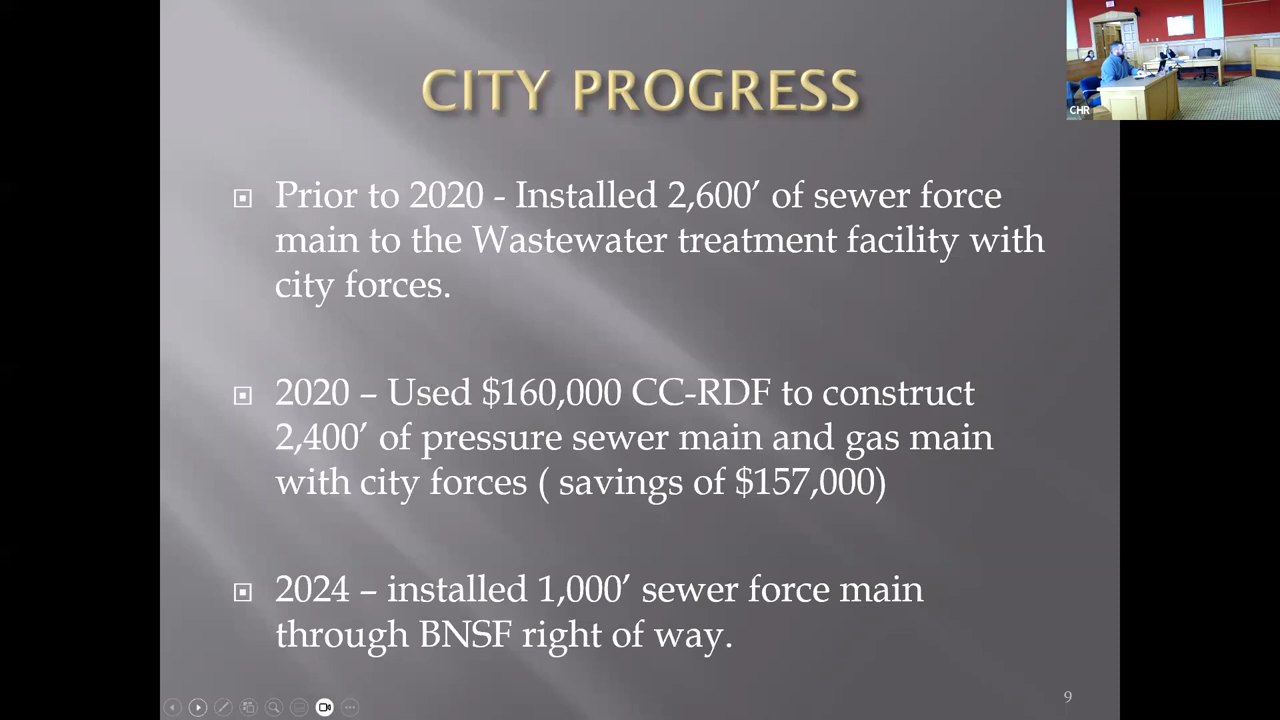 CITY PROGRESS
CHR
Prior to 2020 - Installed 2,600’ of sewer force
main to the Wastewater treatment facility with
city forces.
2020 – Used $160,000 CC-RDF to construct
2,400’ of pressure sewer main and gas main
with city forces ( savings of $157,000)
2024 – installed 1,000’ sewer force main
through BNSF right of way.
9